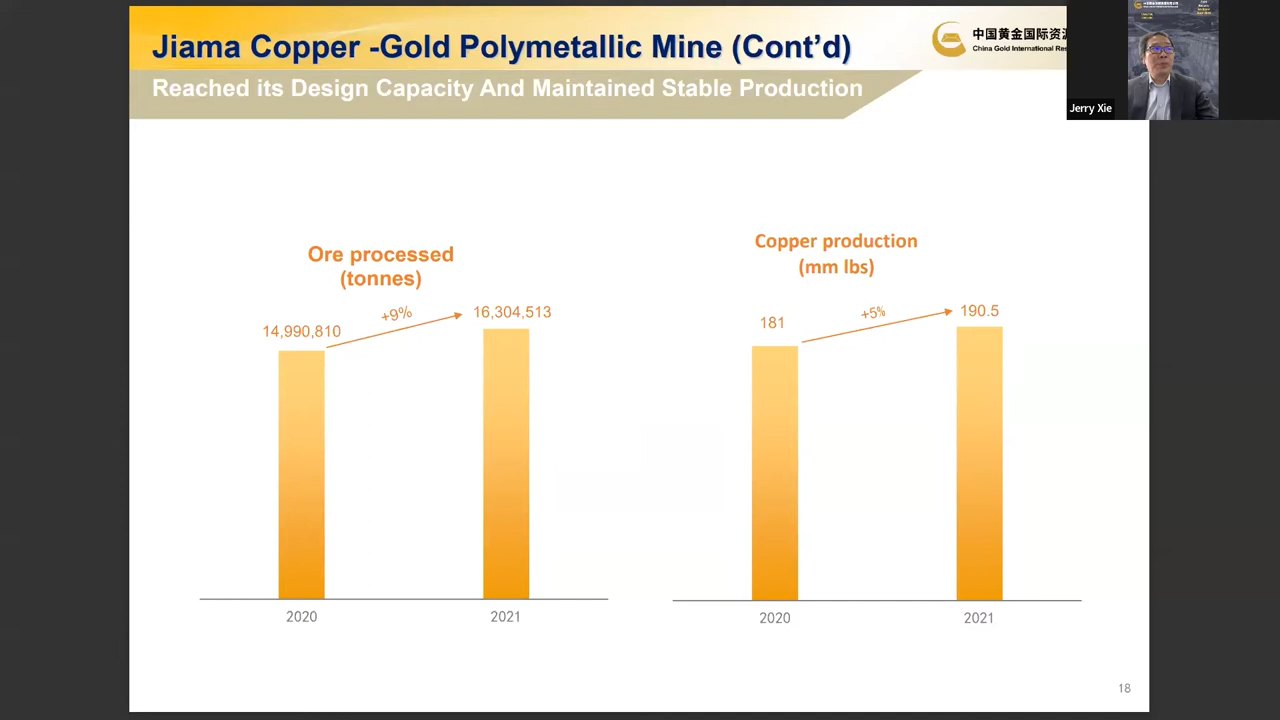 Jiama Copper -Gold Polymetallic Mine (Cont’d)
中国黄金国际资
China Gold International Res
Reached its Design Capacity And Maintained Stable Production
Jerry Xie
Ore processed
(tonnes)
14,990,810
+9%
16,304,513
2020
2021
Copper production
(mm lbs)
181
+5%
190.5
2020
2021
18